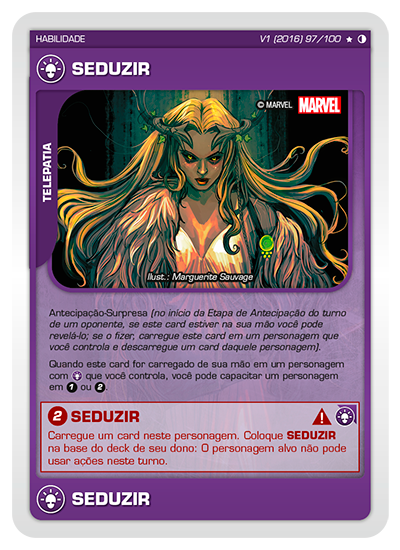 HABILIDADE V1 (2016) 97/100
SEDUZIR
© MARVEL MARVEL
TELEPATIA
Ilust.: Marguerite Sauvage
Antecipação-Surpresa (no início da Etapa de Antecipação do turno
de um oponente, se este card estiver na sua mão você pode
revelá-lo; se o fizer, carregue este card em um personagem que
você controla e descarregue um card daquele personagem).
Quando este card for carregado de sua mão em um personagem
com que você controla, você pode capacitar um personagem
em 1 ou 2.
2 SEDUZIR
Carregue um card neste personagem. Coloque SEDUZIR
na base do deck de seu dono: O personagem alvo não pode
usar ações neste turno.
SEDUZIR